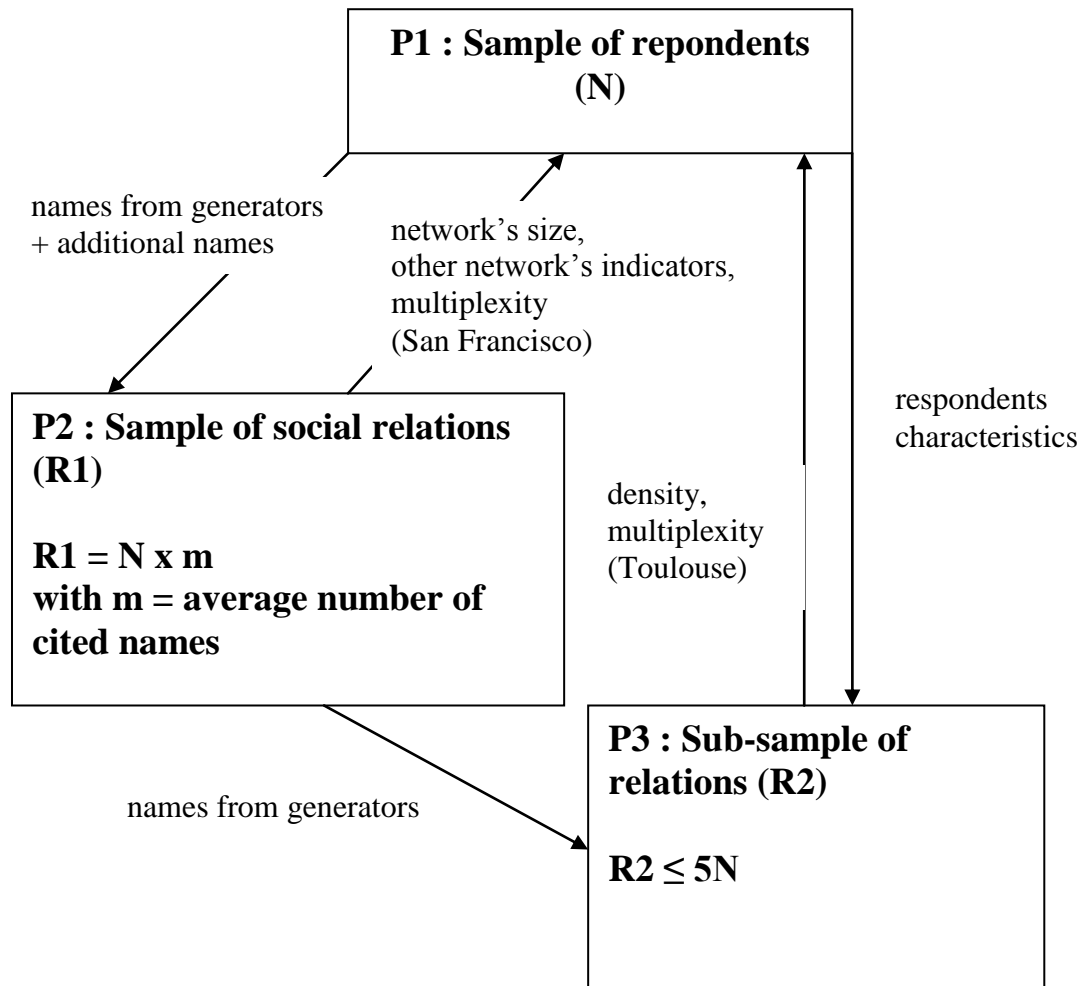 P1 : Sample of repondents
(N)
names from generators
+ additional names
network’s size,
other network’s indicators,
multiplexity
(San Francisco)
respondents
characteristics
P2 : Sample of social relations
(R1)
R1 = N x m
with m = average number of
cited names
density,
multiplexity
(Toulouse)
names from generators
P3 : Sub-sample of
relations (R2)
R2 ≤ 5N